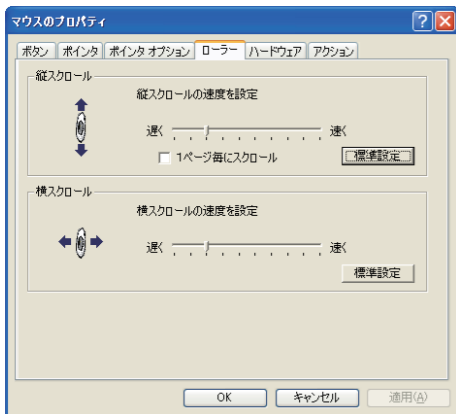 マウスのプロパティ
ボタン ポインタ ポインタ オプション ローラー ハードウェア アクション
縦スクロール
縦スクロールの速度を設定
遅く 速く
1ページ毎にスクロール 標準設定
横スクロール
横スクロールの速度を設定
遅く 速く
標準設定
OK キャンセル 適用(A)